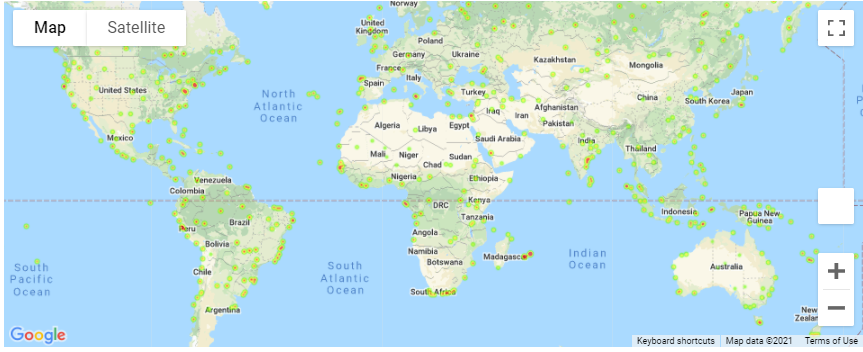 Map
Satellite
Norway
United
Kingdom
Poland
Germany
Ukraine
France
Kazakhstan
Mongolia
Italy
Spain
Turkey
United States
North
Atlantic
Ocean
China
South Korea
Japan
Afghanistan
Iraq
Iran
Pakistan
Algeria
Libya
Egypt
Saudi Arabia
India
Mexico
Mali
Niger
Chad
Sudan
Thailand
Nigeria
Ethiopia
Venezuela
Colombia
DRC
Kenya
Indonesia
Papua New
Guinea
Tanzania
Peru
Brazil
Angola
Bolivia
Namibia
Botswana
Madagascar
Indian
Ocean
South
Pacific
Ocean
South
Atlantic
Ocean
Chile
Australia
South Africa
Argentina
New
Zealand
Google
Keyboard shortcuts
Map data ©2021
Terms of Use